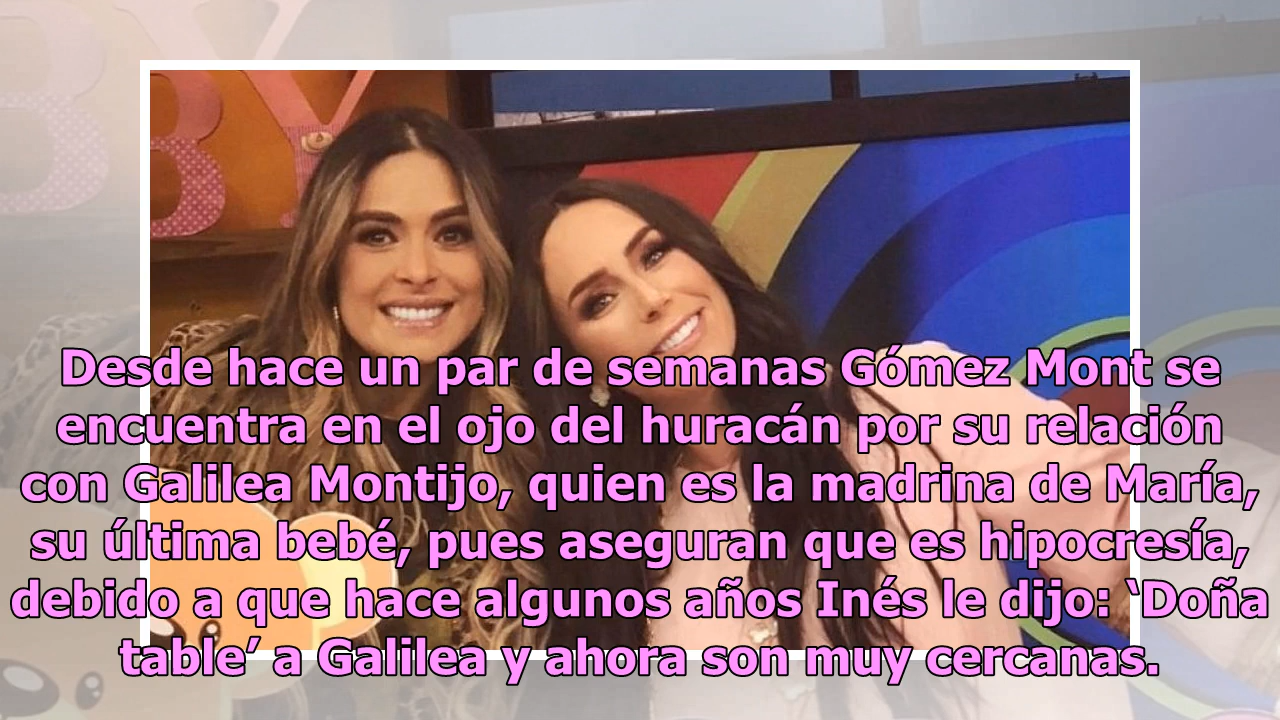 BY
Desde hace un par de semanas Gómez Mont se
encuentra en el ojo del huracán por su relación
con Galilea Montijo, quien es la madrina de María,
su última bebé, pues aseguran que es hipocresía,
debido a que hace algunos años Inés le dijo: ‘Doña
table’ a Galilea y ahora son muy cercanas.